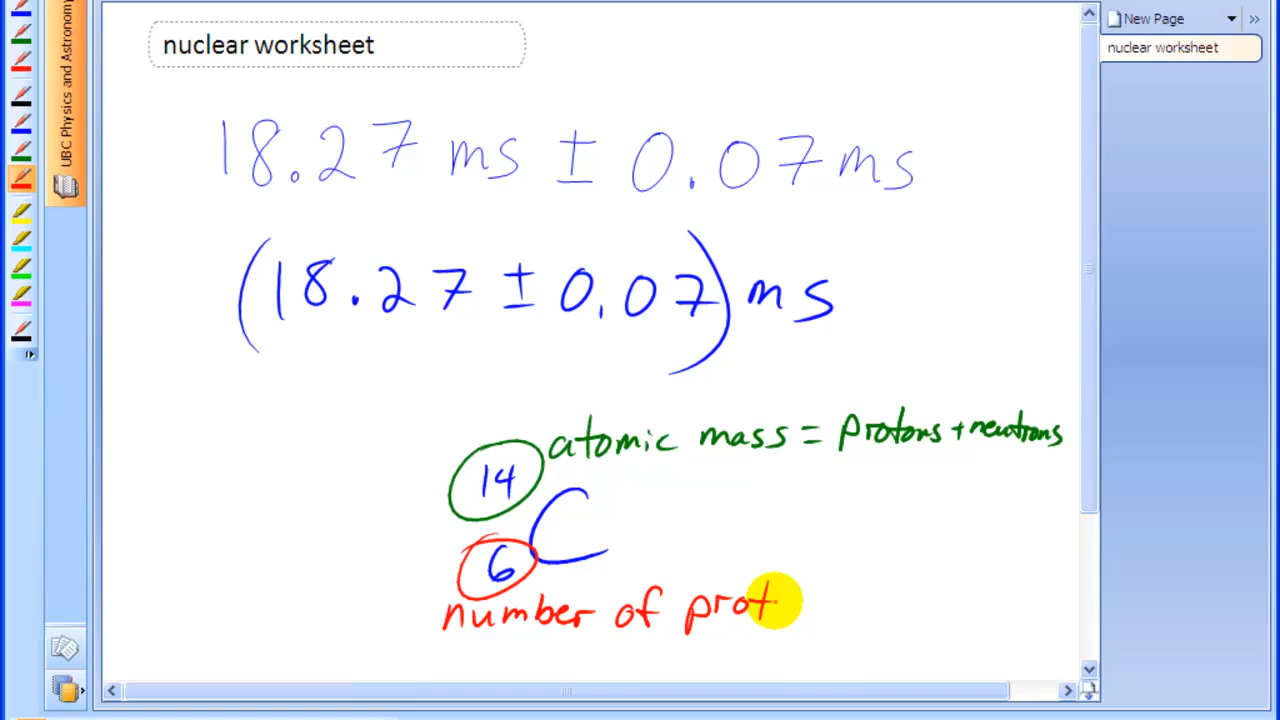 New Page
nuclear worksheet
UBC Physics and Astronomy
nuclear worksheet
18.27 ms ± 0.07 ms
(18.27 ± 0.07) ms
atomic mass = protons + neutrons
14
C
6
number of prot